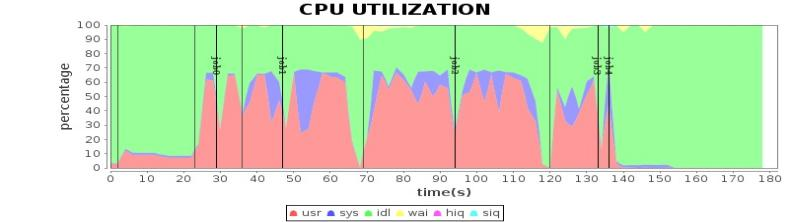 CPU UTILIZATION
percentage
100
90
80
70
60
50
40
30
20
10
0
job0
job1
job2
job3
job4
0 10 20 30 40 50 60 70 80 90 100 110 120 130 140 150 160 170 180
time(s)
usr sys idl wai hiq siq